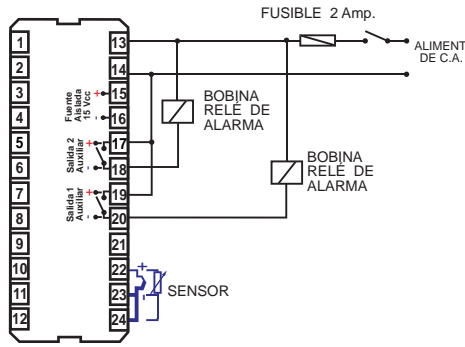 FUSIBLE 2 Amp.
ALIMENT
DE C.A.
1
2
3
4
5
6
7
8
9
10
11
12
13
14
15
16
17
18
19
20
21
22
23
24
Fuente
Aislada
15 Vcc
+
-
Salida 2
Auxiliar
+
-
Salida 1
Auxiliar
+
-
BOBINA
RELÉ DE
ALARMA
BOBINA
RELÉ DE
ALARMA
+
-
SENSOR